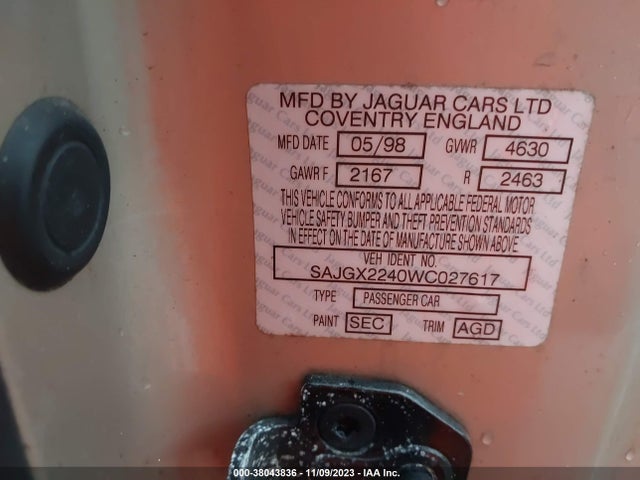 MFD BY JAGUAR CARS LTD
COVENTRY ENGLAND
MFD DATE 05/98 GVWR 4630
GAWR F 2167 R 2463
THIS VEHICLE CONFORMS TO ALL APPLICABLE FEDERAL MOTOR
VEHICLE SAFETY BUMPER AND THEFT PREVENTION STANDARDS
IN EFFECT ON THE DATE OF MANUFACTURE SHOWN ABOVE
VEH IDENT NO.
SAJGX2240WC027617
TYPE PASSENGER CAR
PAINT SEC TRIM AGD
000-38043836 - 11/09/2023 - IAA Inc.